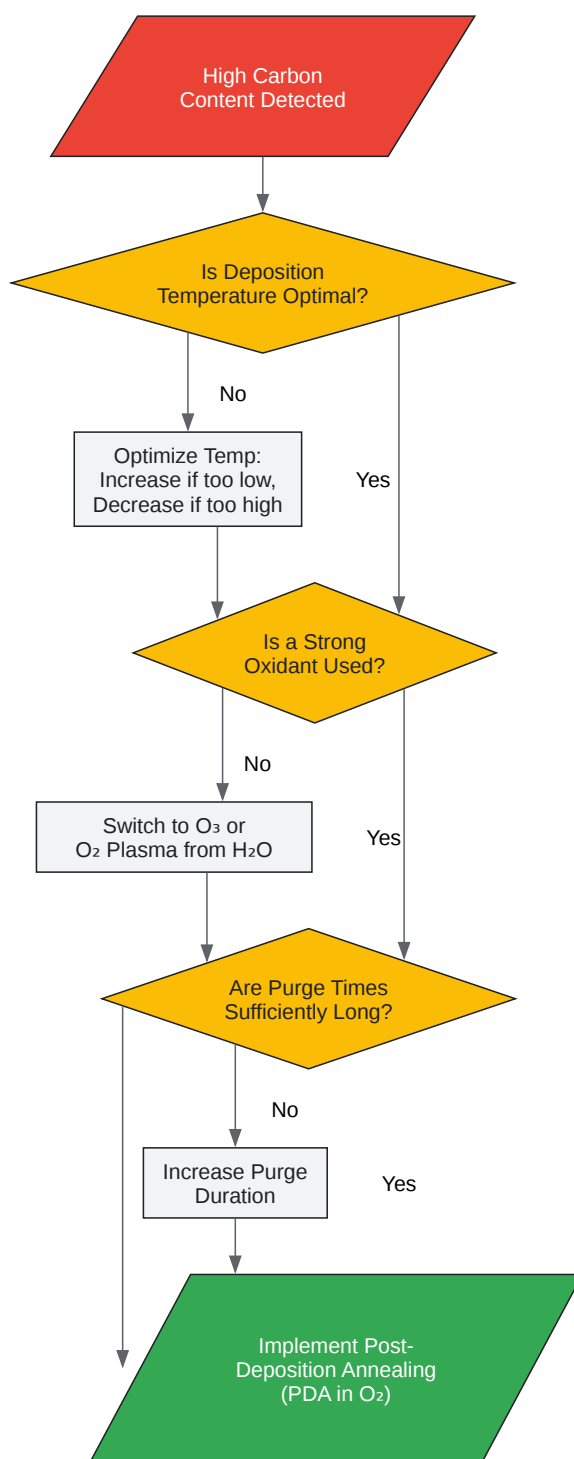 High Carbon
Content Detected
Is Deposition
Temperature Optimal?
No
Optimize Temp:
Increase if too low,
Decrease if too high
Yes
Is a Strong
Oxidant Used?
No
Switch to O₃ or
O₂ Plasma from H₂O
Yes
Are Purge Times
Sufficiently Long?
No
Increase Purge
Duration
Yes
Implement Post-
Deposition Annealing
(PDA in O₂)